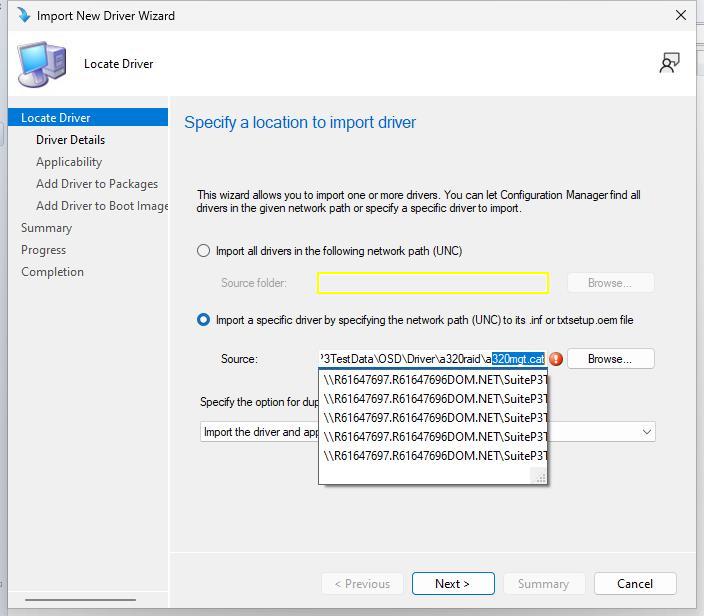 Import New Driver Wizard
Locate Driver
Locate Driver
Driver Details
Applicability
Add Driver to Packages
Add Driver to Boot Image
Summary
Progress
Completion
Specify a location to import driver
This wizard allows you to import one or more drivers. You can let Configuration Manager find all
drivers in the given network path or specify a specific driver to import.
Import all drivers in the following network path (UNC)
Source folder:
Browse...
Import a specific driver by specifying the network path (UNC) to its .inf or txtsetup.oem file
Source:
P3TestData\OSD\Driver\a320raid\a320mgt.cat
Browse...
\\R61647697.R61647696DOM.NET\SuiteP3T
\\R61647697.R61647696DOM.NET\SuiteP3T
\\R61647697.R61647696DOM.NET\SuiteP3T
\\R61647697.R61647696DOM.NET\SuiteP3T
\\R61647697.R61647696DOM.NET\SuiteP3T
Specify the option for dup
Import the driver and app
< Previous
Next >
Summary
Cancel